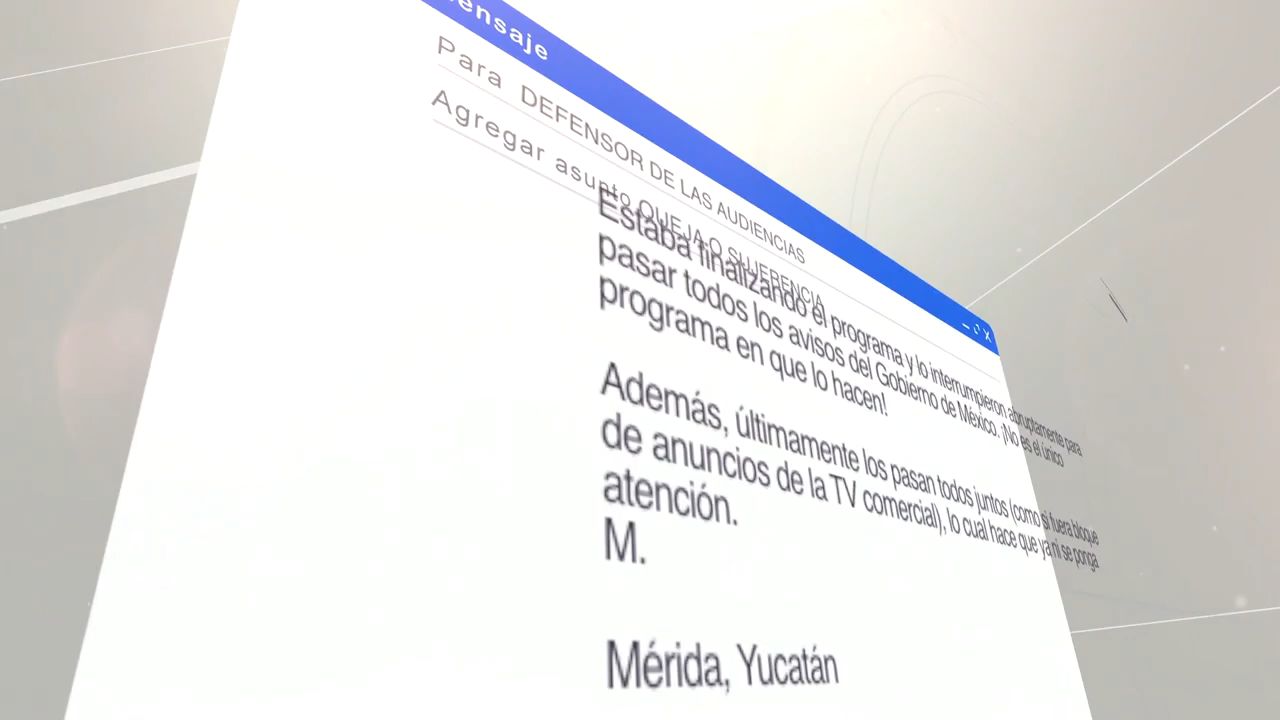 ensaje
Para DEFENSOR DE LAS AUDIENCIAS
Agregar asunto QUEJA O SUJERENCIA
Estaba finalizando el programa y lo interrumpieron abruptamente para
pasar todos los avisos del Gobierno de México. ¡No es el único
programa en que lo hacen!
Además, últimamente los pasan todos juntos (como si fuera bloque
de anuncios de la TV comercial), lo cual hace que ya ni se ponga
atención.
M.
Mérida, Yucatán